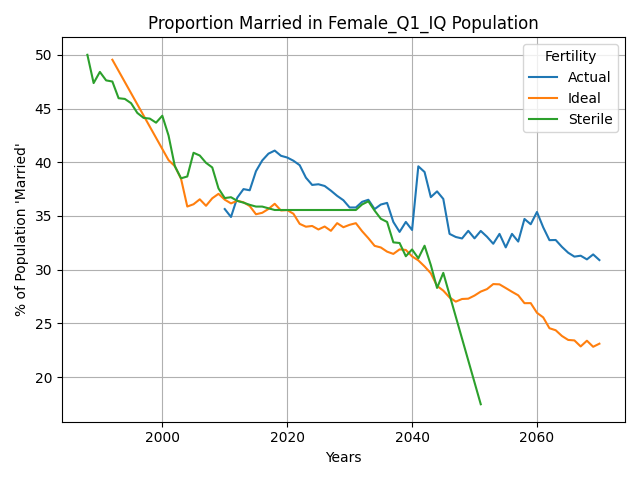 Proportion Married in Female_Q1_IQ Population
% of Population 'Married'
50
45
40
35
30
25
20
Fertility
Actual
Ideal
Sterile
2000
2020
2040
2060
Years